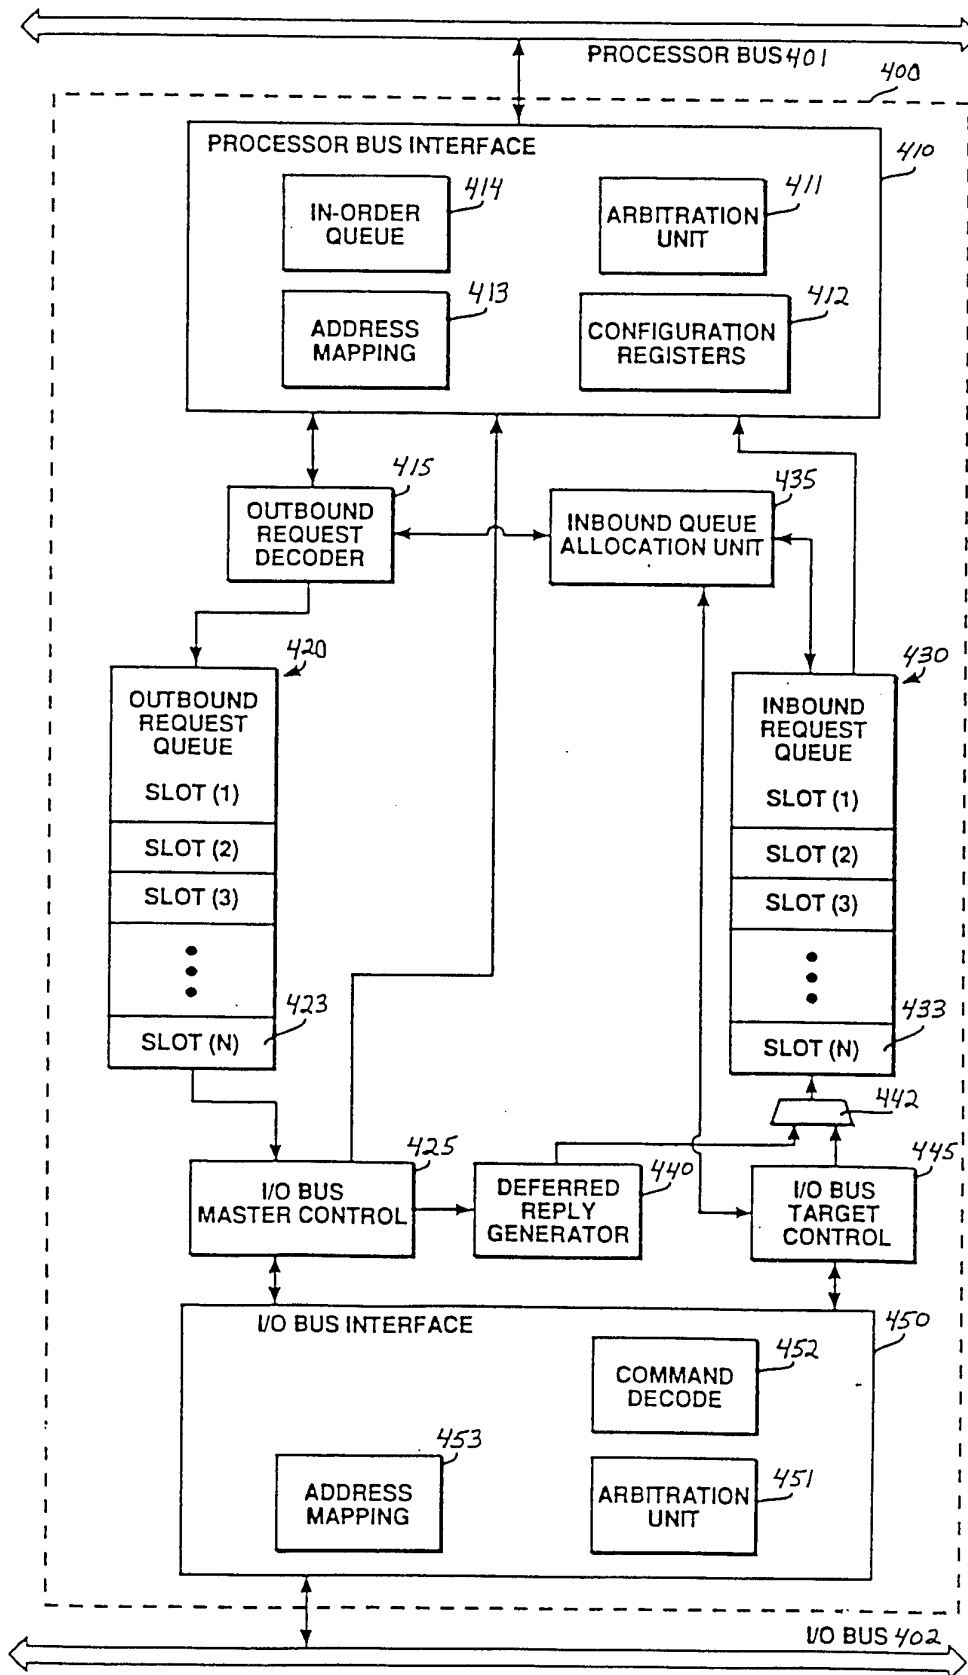 PROCESSOR BUS 401
400
PROCESSOR BUS INTERFACE
410
414
IN-ORDER
QUEUE
411
ARBITRATION
UNIT
413
ADDRESS
MAPPING
412
CONFIGURATION
REGISTERS
415
OUTBOUND
REQUEST
DECODER
435
INBOUND QUEUE
ALLOCATION UNIT
420
OUTBOUND
REQUEST
QUEUE
SLOT (1)
SLOT (2)
SLOT (3)
423
SLOT (N)
430
INBOUND
REQUEST
QUEUE
SLOT (1)
SLOT (2)
SLOT (3)
433
SLOT (N)
442
425
I/O BUS
MASTER CONTROL
440
DEFERRED
REPLY
GENERATOR
445
I/O BUS
TARGET
CONTROL
I/O BUS INTERFACE
450
452
COMMAND
DECODE
453
ADDRESS
MAPPING
451
ARBITRATION
UNIT
I/O BUS 402